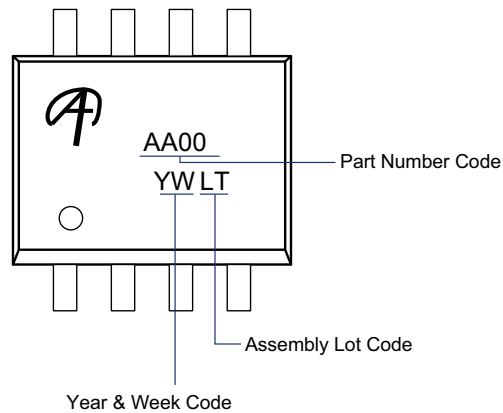 AA00
Part Number Code
YW LT
Assembly Lot Code
Year & Week Code